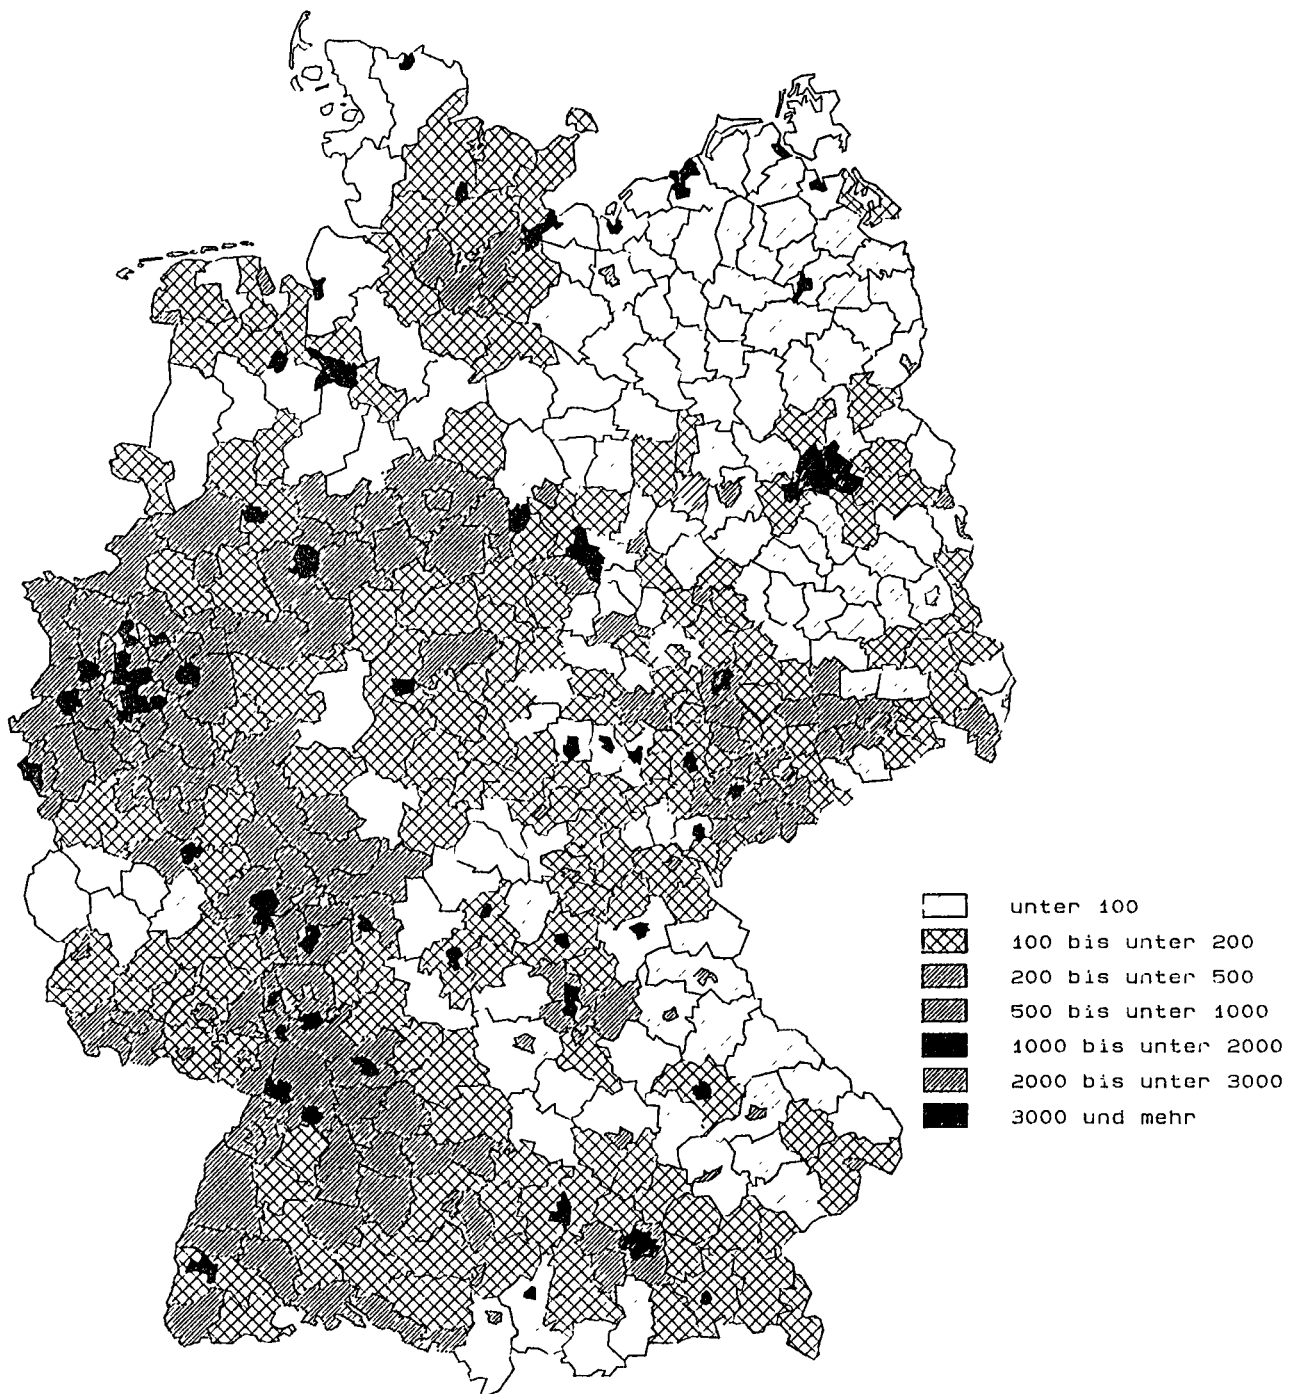 unter 100
100 bis unter 200
200 bis unter 500
500 bis unter 1000
1000 bis unter 2000
2000 bis unter 3000
3000 und mehr